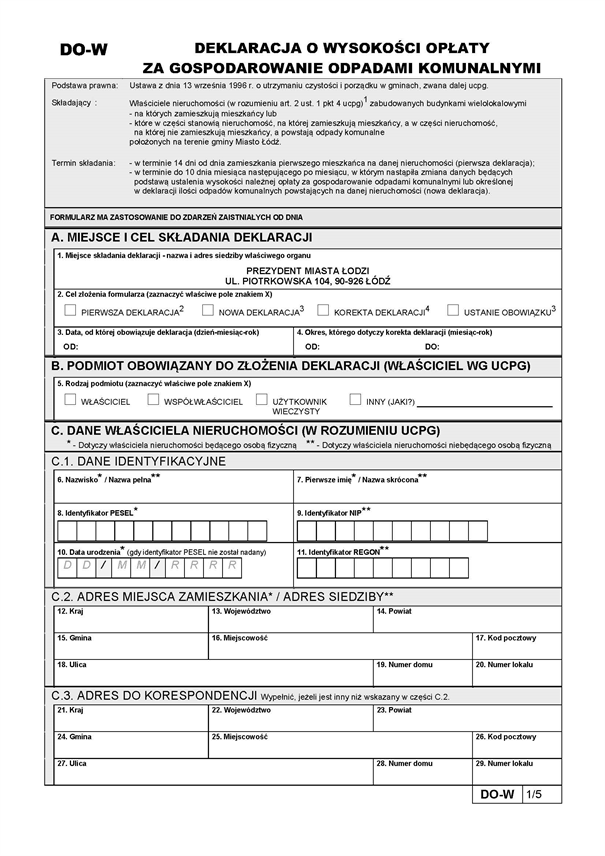 DO-W
DEKLARACJA O WYSOKOŚCI OPŁATY
ZA GOSPODAROWANIE ODPADAMI KOMUNALNYMI
Podstawa prawna: Ustawa z dnia 13 września 1996 r. o utrzymaniu czystości i porządku w gminach, zwana dalej ucpg.
Składający : Właściciele nieruchomości (w rozumieniu art. 2 ust. 1 pkt 4 ucpg)1 zabudowanych budynkami wielolokalowymi
- na których zamieszkują mieszkańcy lub
- które w części stanowią nieruchomość, na której zamieszkują mieszkańcy, a w części nieruchomość,
na której nie zamieszkują mieszkańcy, a powstają odpady komunalne
położonych na terenie gminy Miasto Łódź.
Termin składania: - w terminie 14 dni od dnia zamieszkania pierwszego mieszkańca na danej nieruchomości (pierwsza deklaracja);
- w terminie do 10 dnia miesiąca następującego po miesiącu, w którym nastąpiła zmiana danych będących
podstawą ustalenia wysokości należnej opłaty za gospodarowanie odpadami komunalnymi lub określonej
w deklaracji ilości odpadów komunalnych powstających na danej nieruchomości (nowa deklaracja).
FORMULARZ MA ZASTOSOWANIE DO ZDARZEŃ ZAISTNIAŁYCH OD DNIA
A. MIEJSCE I CEL SKŁADANIA DEKLARACJI
1. Miejsce składania deklaracji - nazwa i adres siedziby właściwego organu
PREZYDENT MIASTA ŁODZI
UL. PIOTRKOWSKA 104, 90-926 ŁÓDŹ
2. Cel złożenia formularza (zaznaczyć właściwe pole znakiem X)
PIERWSZA DEKLARACJA2 NOWA DEKLARACJA3 KOREKTA DEKLARACJI4 USTANIE OBOWIĄZKU3
3. Data, od której obowiązuje deklaracja (dzień-miesiąc-rok) 4. Okres, którego dotyczy korekta deklaracji (miesiąc-rok)
OD: OD: DO:
B. PODMIOT OBOWIĄZANY DO ZŁOŻENIA DEKLARACJI (WŁAŚCICIEL WG UCPG)
5. Rodzaj podmiotu (zaznaczyć właściwe pole znakiem X)
WŁAŚCICIEL WSPÓŁWŁAŚCICIEL UŻYTKOWNIK INNY (JAKI?)
WIECZYSTY
C. DANE WŁAŚCICIELA NIERUCHOMOŚCI (W ROZUMIENIU UCPG)
* - Dotyczy właściciela nieruchomości będącego osobą fizyczną ** - Dotyczy właściciela nieruchomości niebędącego osobą fizyczną
C.1. DANE IDENTYFIKACYJNE
6. Nazwisko* / Nazwa pełna** 7. Pierwsze imię* / Nazwa skrócona**
8. Identyfikator PESEL* 9. Identyfikator NIP**
10. Data urodzenia* (gdy identyfikator PESEL nie został nadany) 11. Identyfikator REGON**
D D / M M / R R R R
C.2. ADRES MIEJSCA ZAMIESZKANIA* / ADRES SIEDZIBY**
12. Kraj 13. Województwo 14. Powiat
15. Gmina 16. Miejscowość 17. Kod pocztowy
18. Ulica 19. Numer domu 20. Numer lokalu
C.3. ADRES DO KORESPONDENCJI Wypełnić, jeżeli jest inny niż wskazany w części C.2.
21. Kraj 22. Województwo 23. Powiat
24. Gmina 25. Miejscowość 26. Kod pocztowy
27. Ulica 28. Numer domu 29. Numer lokalu
DO-W 1/5